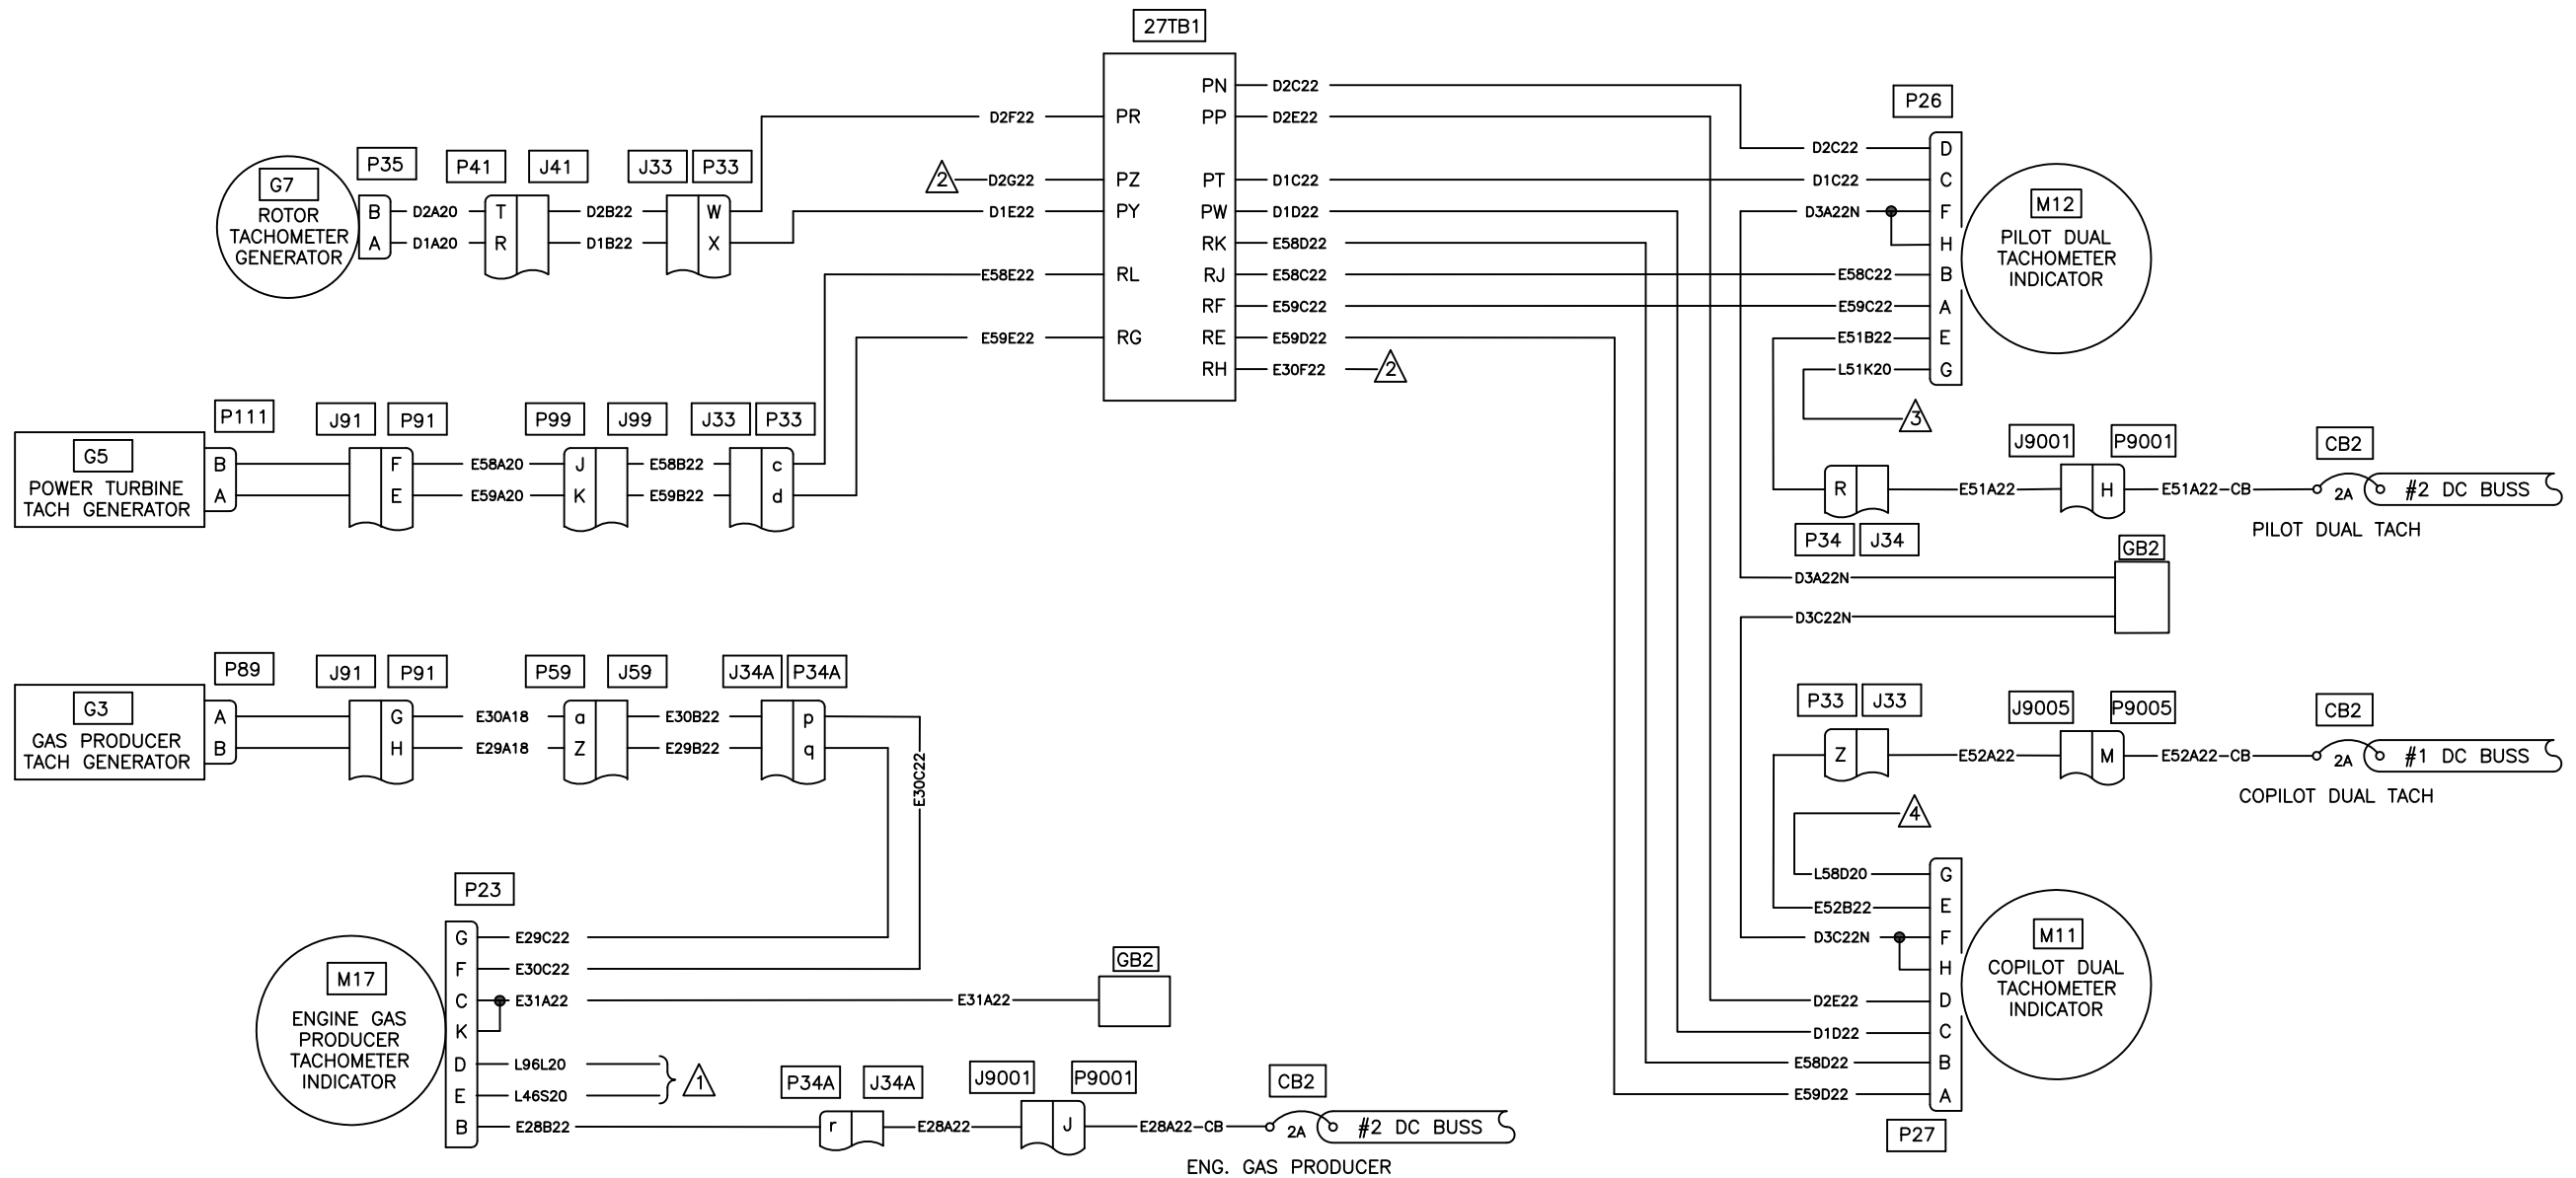 27TB1
PN D2C22
PR D2F22
PP D2E22
PZ D2G22 2
PT D1C22
PY D1E22
PW D1D22
RK E58D22
RL E58E22
RJ E58C22
RF E59C22
RG E59E22
RE E59D22
RH E30F22 2
P35 P41 J41 J33 P33
G7
ROTOR
TACHOMETER
GENERATOR
B D2A20 T D2B22 W
A D1A20 R D1B22 X
P26
D2C22 D
D1C22 C
D3A22N F
H
E58C22 B
E59C22 A
E51B22 E
L51K20 G
3
M12
PILOT DUAL
TACHOMETER
INDICATOR
P111 J91 P91 P99 J99 J33 P33
G5
POWER TURBINE
TACH GENERATOR
B F E58A20 J E58B22 c
A E E59A20 K E59B22 d
J9001 P9001 CB2
R E51A22 H E51A22-CB 2A #2 DC BUSS
PILOT DUAL TACH
P34 J34
GB2
D3A22N
D3C22N
P89 J91 P91 P59 J59 J34A P34A
G3
GAS PRODUCER
TACH GENERATOR
A G E30A18 a E30B22 p
B H E29A18 Z E29B22 q
E30C22
P33 J33 J9005 P9005 CB2
Z E52A22 M E52A22-CB 2A #1 DC BUSS
COPILOT DUAL TACH
4
L58D20 G
E52B22 E
D3C22N F
H
D2E22 D
D1D22 C
E58D22 B
E59D22 A
P27
M11
COPILOT DUAL
TACHOMETER
INDICATOR
P23
M17
ENGINE GAS
PRODUCER
TACHOMETER
INDICATOR
G E29C22
F E30C22
C E31A22 E31A22
GB2
K
D L96L20
E L46S20
1
B E28B22
P34A J34A J9001 P9001 CB2
r E28A22 J E28A22-CB 2A #2 DC BUSS
ENG. GAS PRODUCER